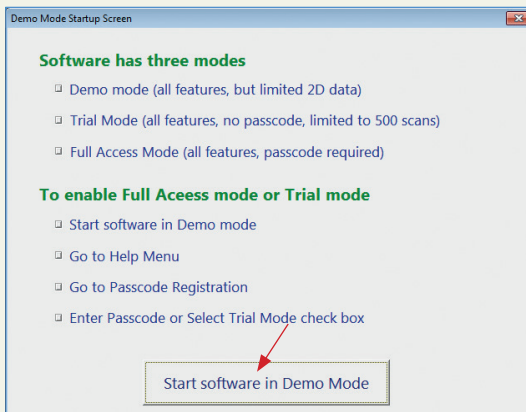 Demo Mode Startup Screen
Software has three modes
Demo mode (all features, but limited 2D data)
Trial Mode (all features, no passcode, limited to 500 scans)
Full Access Mode (all features, passcode required)
To enable Full Aceess mode or Trial mode
Start software in Demo mode
Go to Help Menu
Go to Passcode Registration
Enter Passcode or Select Trial Mode check box
Start software in Demo Mode